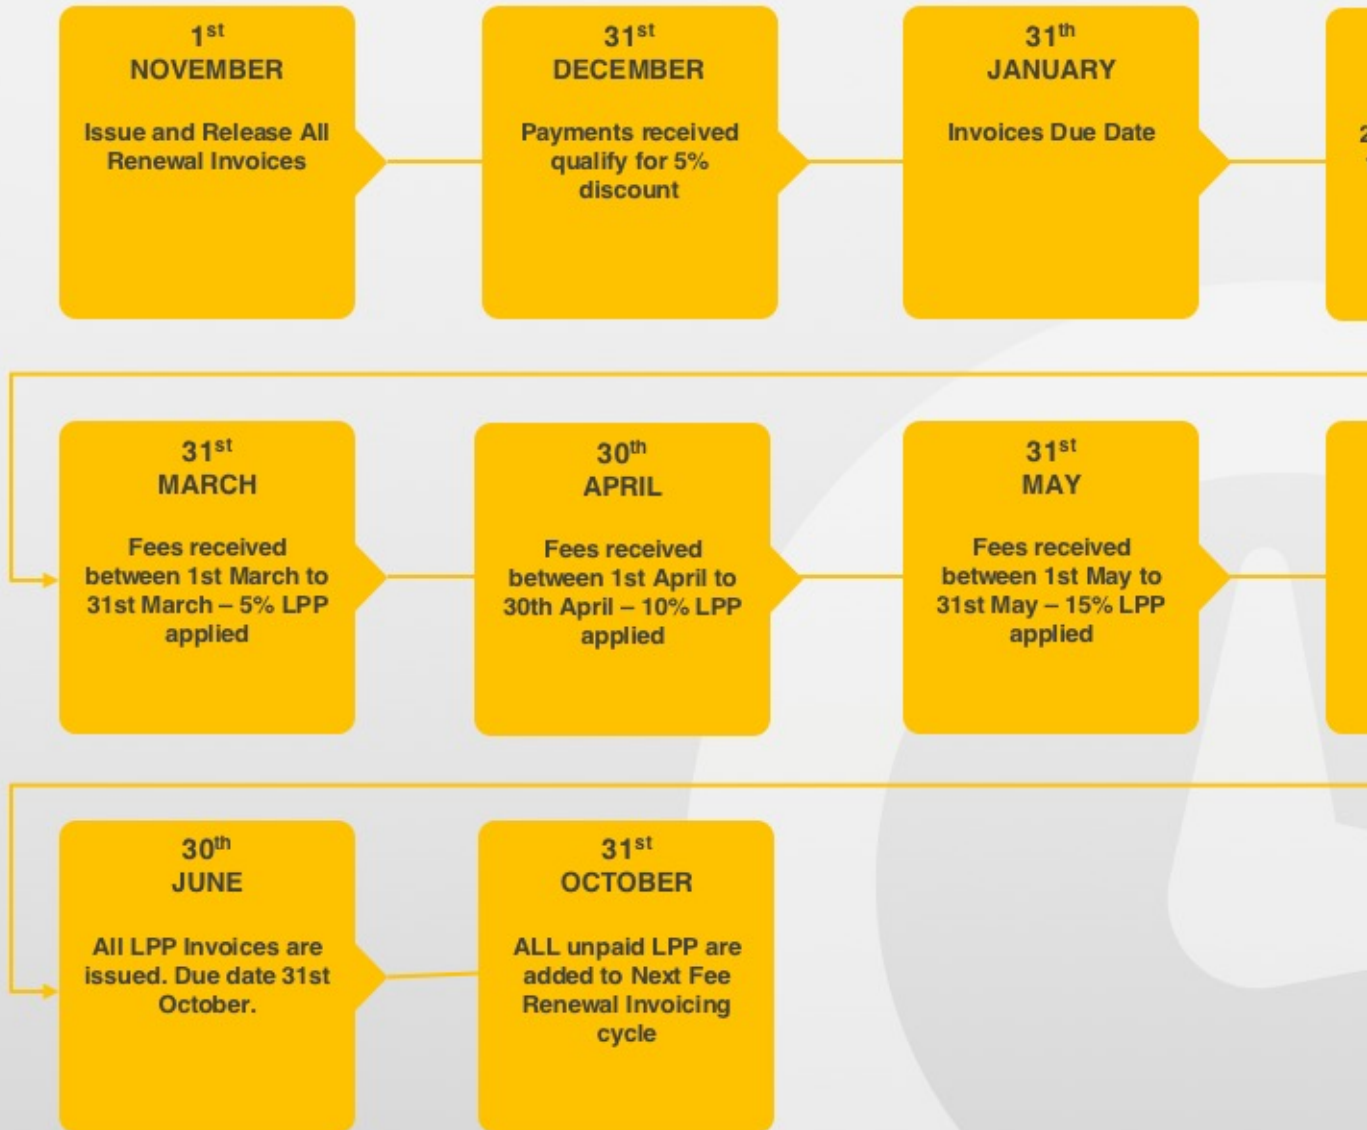 1st
NOVEMBER
Issue and Release All
Renewal Invoices
31st
DECEMBER
Payments received
qualify for 5%
discount
31th
JANUARY
Invoices Due Date
2
31st
MARCH
Fees received
between 1st March to
31st March – 5% LPP
applied
30th
APRIL
Fees received
between 1st April to
30th April – 10% LPP
applied
31st
MAY
Fees received
between 1st May to
31st May – 15% LPP
applied
30th
JUNE
All LPP Invoices are
issued. Due date 31st
October.
31st
OCTOBER
ALL unpaid LPP are
added to Next Fee
Renewal Invoicing
cycle